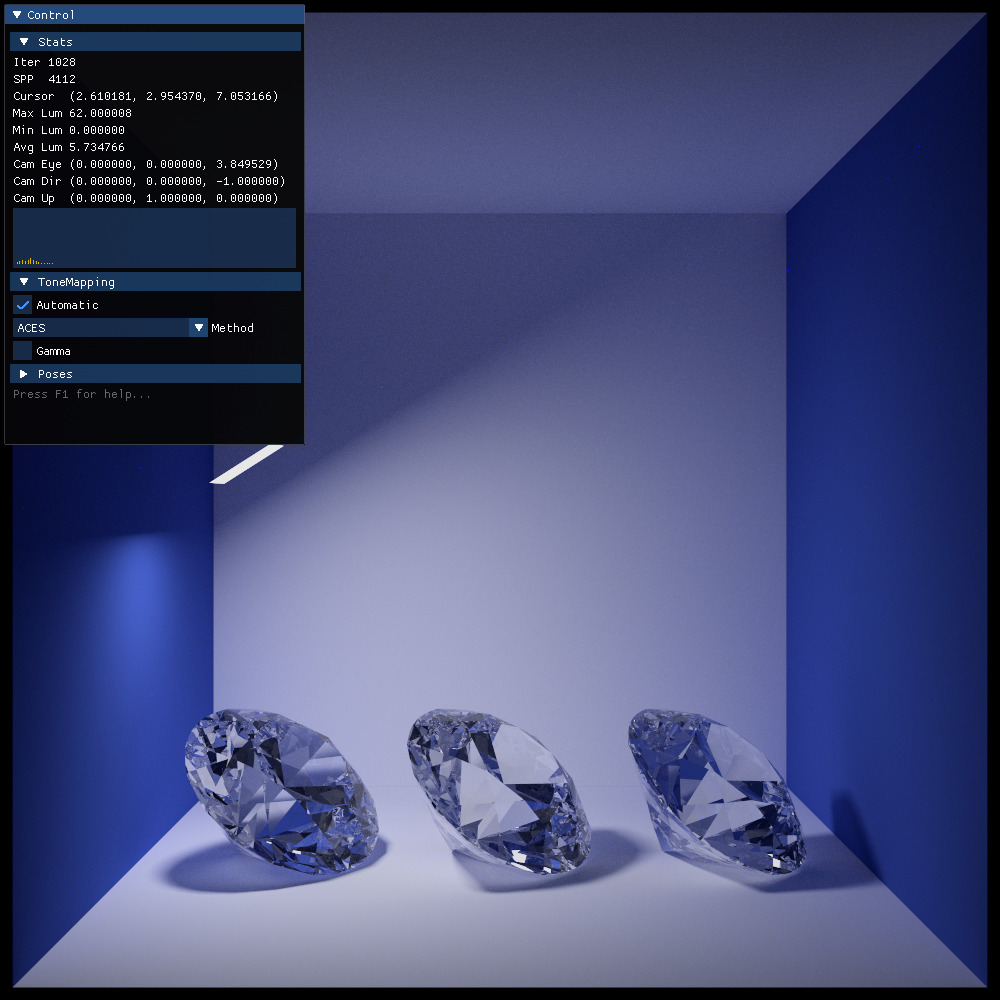 Control
Stats
Iter 1028
SPP  4112
Cursor  (2.610181, 2.954370, 7.053166)
Max Lum 62.000008
Min Lum 0.000000
Avg Lum 5.734766
Cam Eye (0.000000, 0.000000, 3.849529)
Cam Dir (0.000000, 0.000000, -1.000000)
Cam Up  (0.000000, 1.000000, 0.000000)
ToneMapping
Automatic
ACES Method
Gamma
Poses
Press F1 for help...